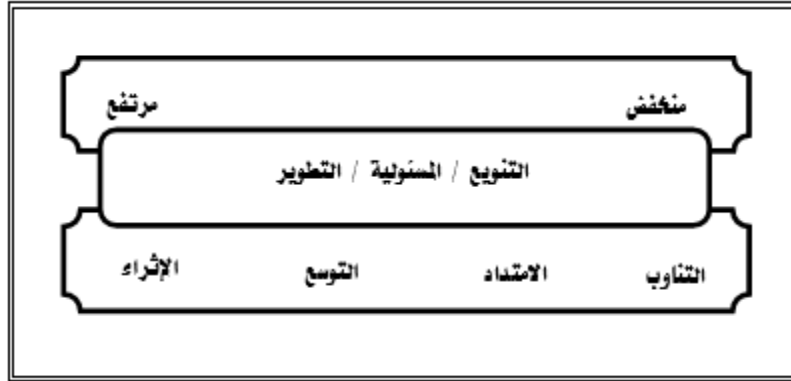 منخفض مرتفع
التنويع / المسئولية / التطوير
التناوب الامتداد التوسع الإثراء